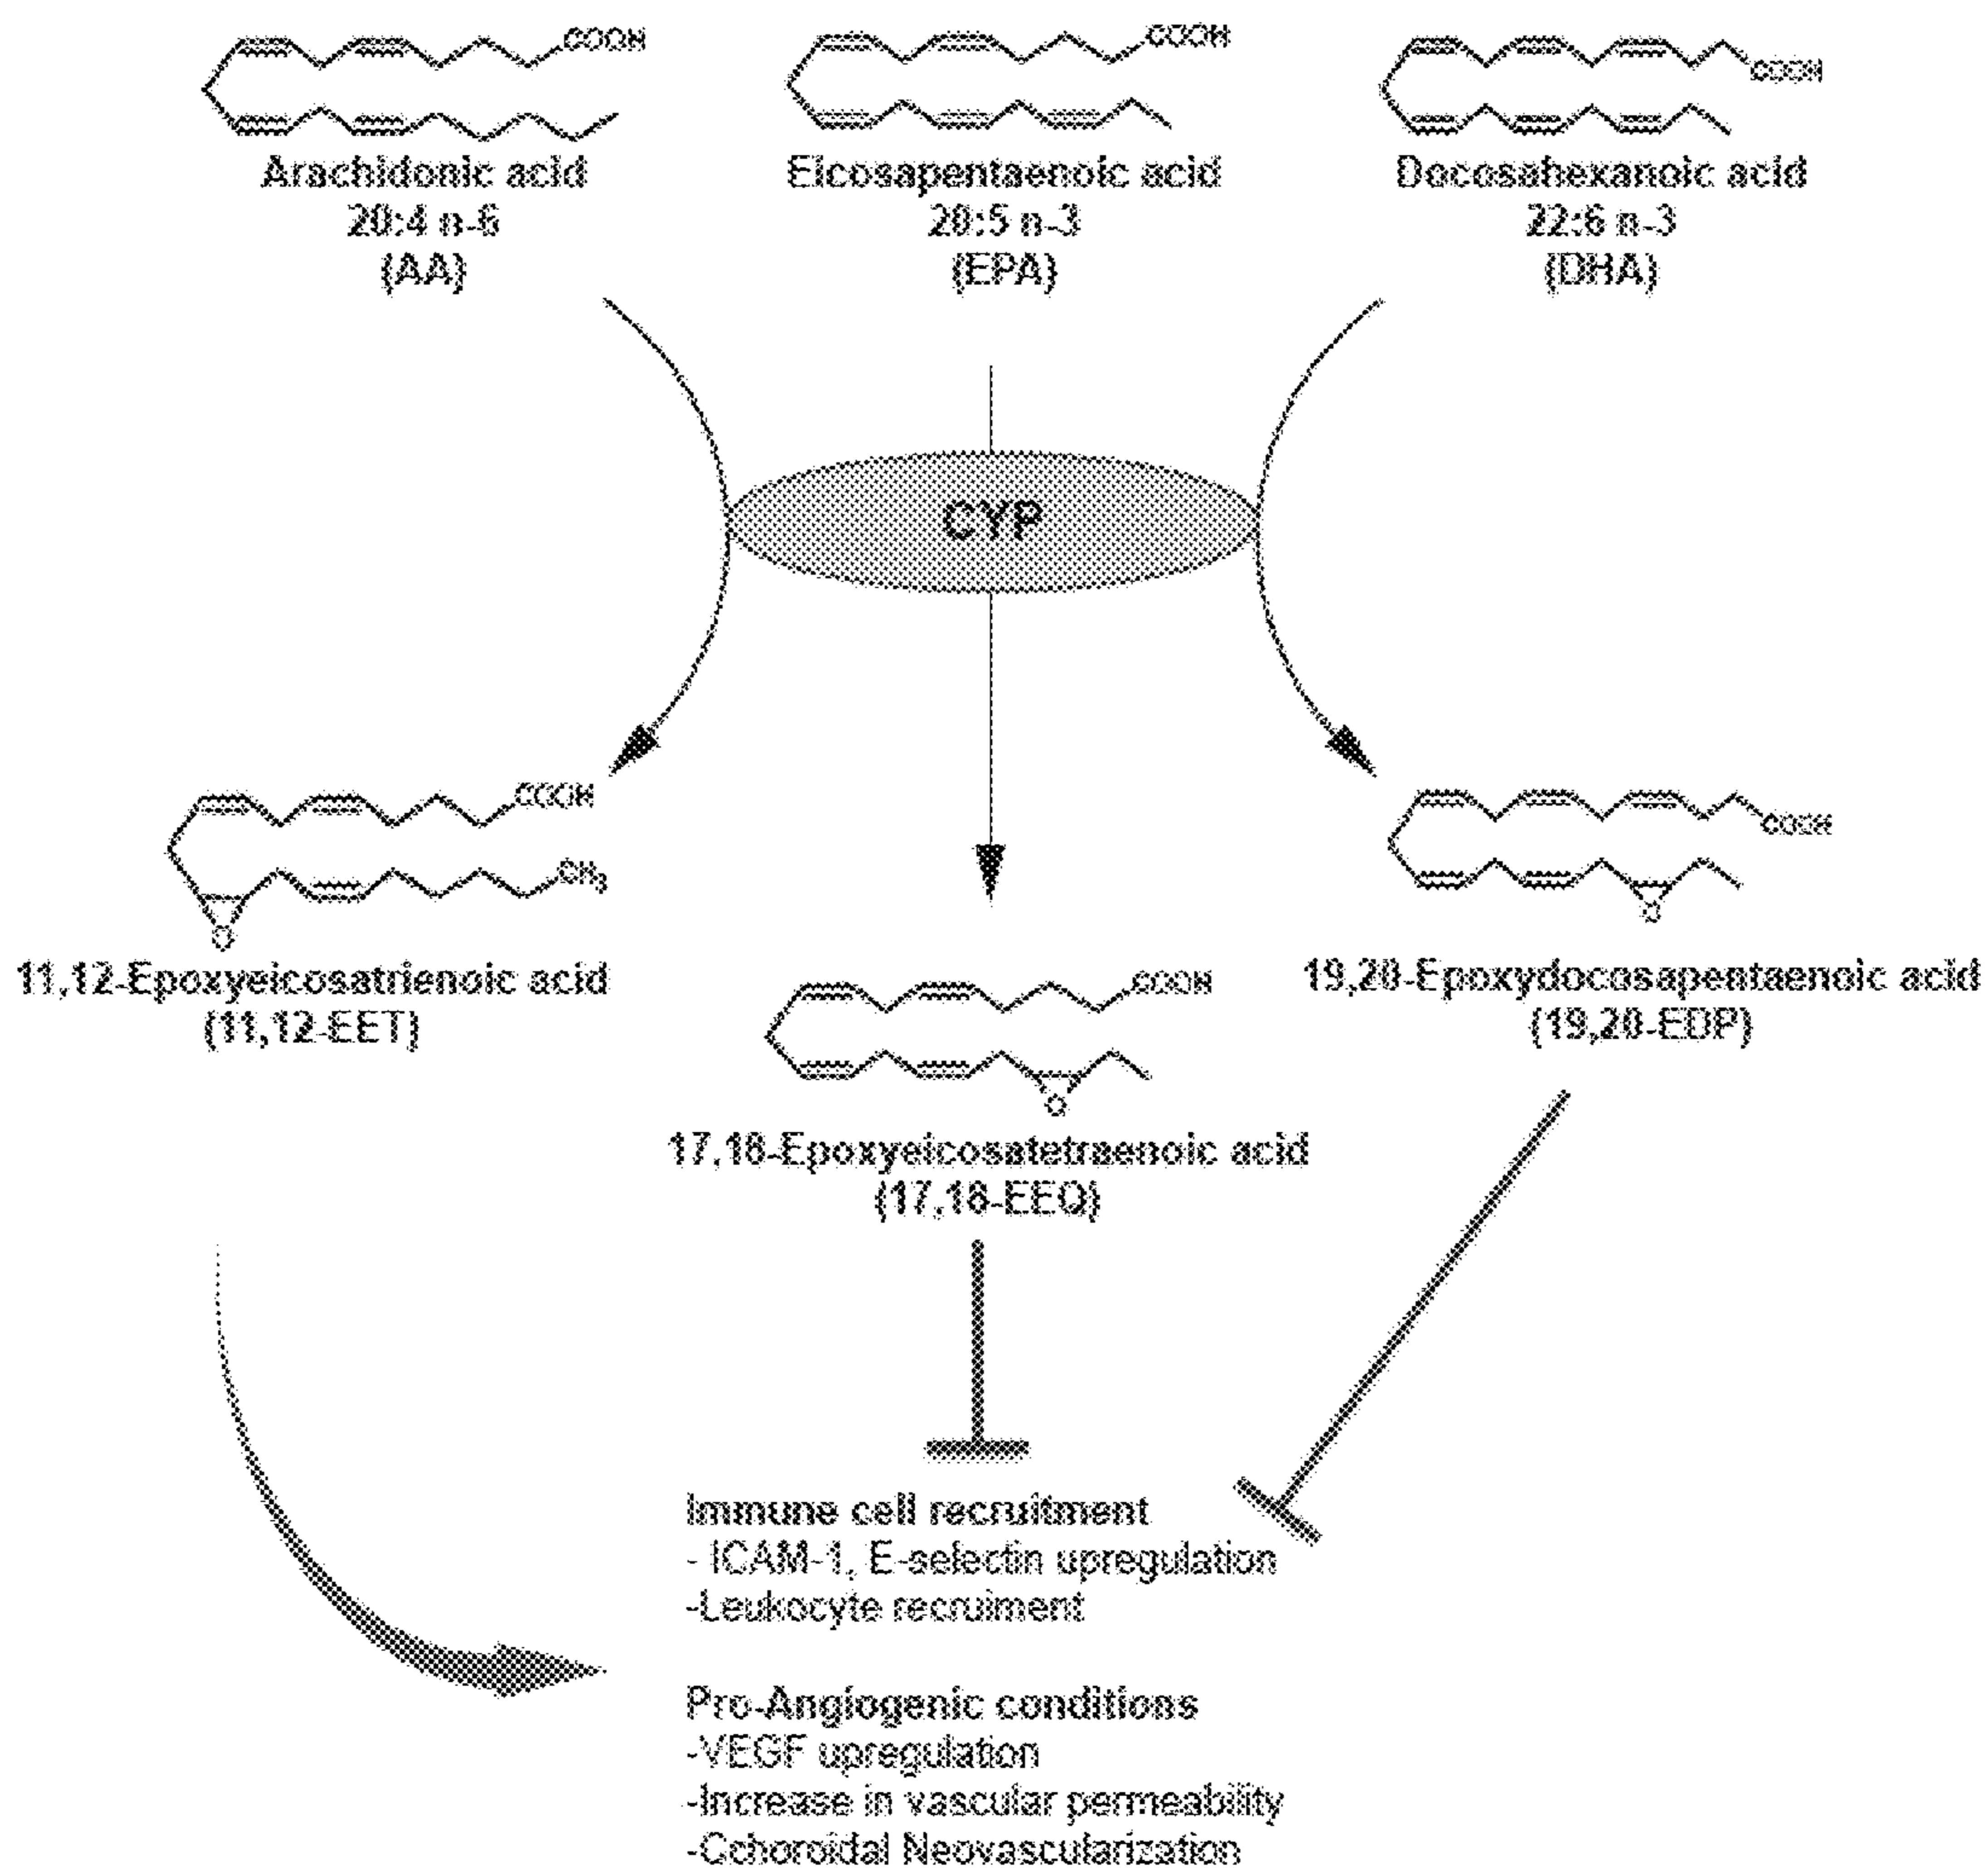 COOH
COOH
COOH
Arachidonic acid
20:4 n-6
(AA)
Eicosapentaenoic acid
20:5 n-3
(EPA)
Docosahexanoic acid
22:6 n-3
(DHA)
CYP
COOH
CH3
O
11,12-Epoxyeicosatrienoic acid
(11,12-EET)
COOH
O
17,18-Epoxyeicosatetraenoic acid
(17,18-EEQ)
COOH
O
19,20-Epoxydocosapentaenoic acid
(19,20-EDP)
Immune cell recruitment
- ICAM-1, E-selectin upregulation
-Leukocyte recruiment
Pro-Angiogenic conditions
-VEGF upregulation
-Increase in vascular permeability
-Cchoroidal Neovascularization